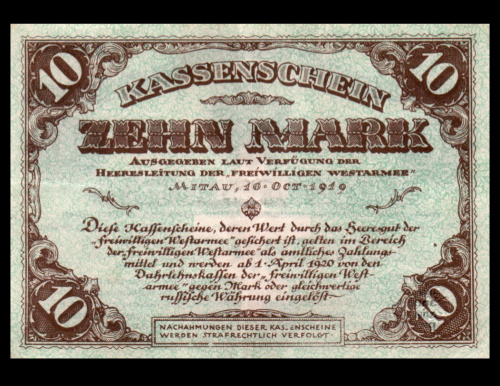 10 10
KASSENSCHEIN
ZEHN MARK
AUSGEGEBEN LAUT VERFÜGUNG DER
HEERESLEITUNG DER „FREIWILLIGEN WESTARMEE"
MITAU, 10·OCT·1919
Diese Kassenscheine, deren Wert durch das Heeresgut der
„freiwilligen Westarmee" gesichert ist, gelten im Bereich
der „freiwilligen Westarmee" als amtliches Zahlungs-
mittel und werden ab 1·April 1920 von den
Darlehnskassen der „freiwilligen West-
armee" gegen Mark oder gleichwertige
russische Währung eingelöst
10 10
NACHAHMUNGEN DIESER KASSENSCHEINE
WERDEN STRAFRECHTLICH VERFOLGT